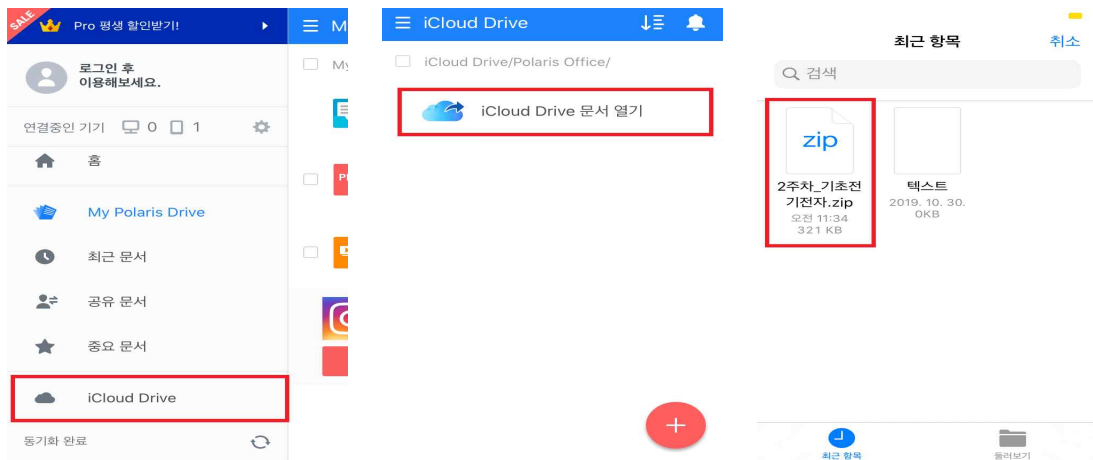 SALE
Pro 평생 할인받기!
로그인 후
이용해보세요.
연결중인 기기 0 1
홈
My Polaris Drive
최근 문서
공유 문서
중요 문서
iCloud Drive
동기화 완료
M
My
iCloud Drive
iCloud Drive/Polaris Office/
iCloud Drive 문서 열기
+
최근 항목 취소
검색
zip
2주차_기초전
기전자.zip
오전 11:34
321 KB
텍스트
2019. 10. 30.
0KB
최근 항목
둘러보기